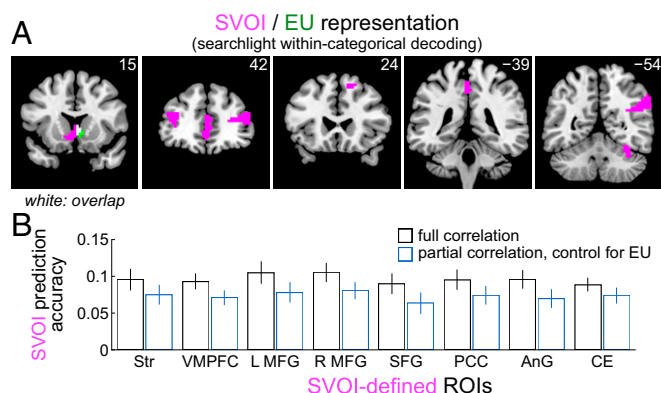 SVOI / EU representation
A
(searchlight within-categorical decoding)
15
42
24
−39
−54
white: overlap
B
full correlation
partial correlation, control for EU
SVOI prediction
accuracy
0.15
0.1
0.05
0
Str VMPFC L MFG R MFG SFG PCC AnG CE
SVOI-defined ROIs